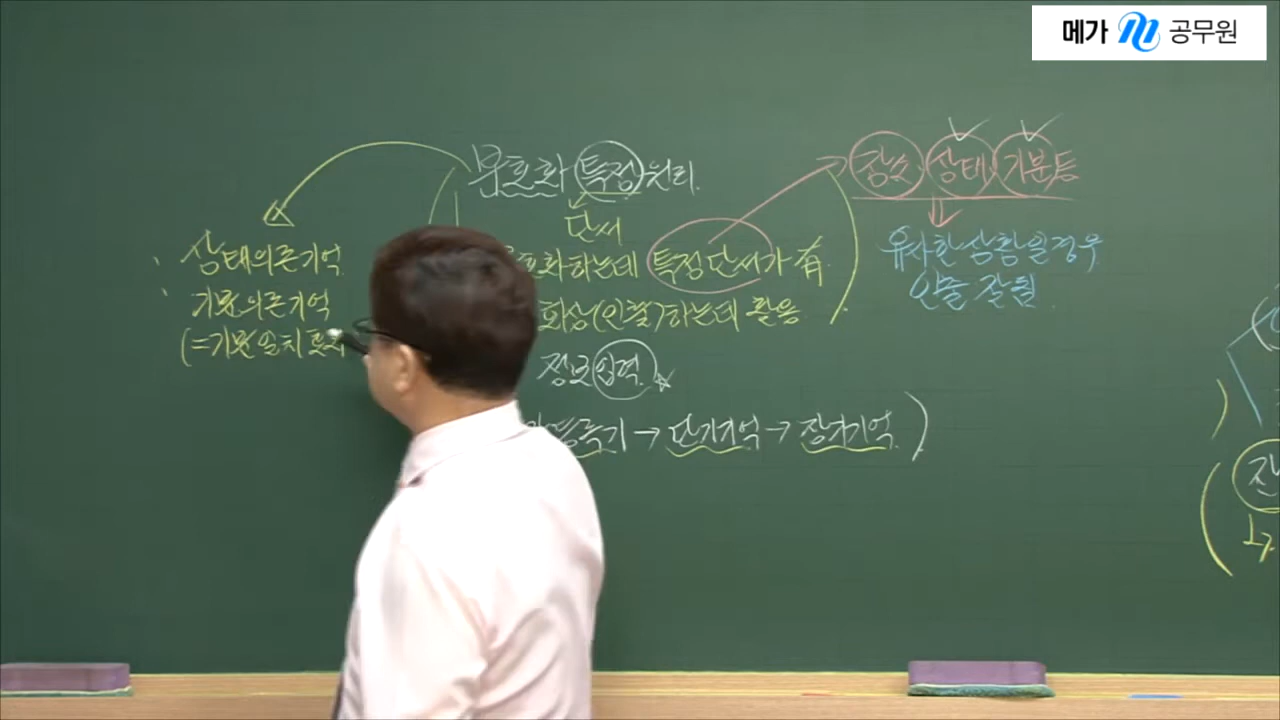 메가 공무원
부호화 특정 원리.
장소 상태 기분 등
단서
상태의존기억
호화하는데 특정단서가 有
유사한 상황일 경우
인출 잘됨.
기분의존기억
화상(인출)하는데 활용
(=기분일치효과
정보 입력
등록기 → 단기기억 → 장기기억 )